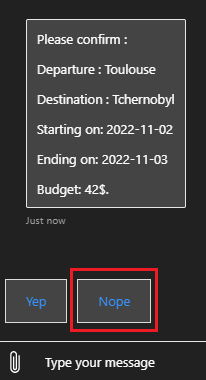 Please confirm :
Departure : Toulouse
Destination : Tchernobyl
Starting on: 2022-11-02
Ending on: 2022-11-03
Budget: 42$.
Just now
Yep
Nope
Type your message